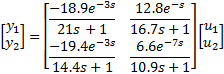 [y₁ y₂] = [(-18.9e^{-3s})/(21s + 1) (12.8e^{-s})/(16.7s + 1)
(-19.4e^{-3s})/(14.4s + 1) (6.6e^{-7s})/(10.9s + 1)] [u₁ u₂]